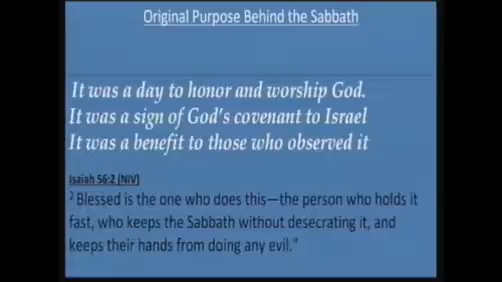 Original Purpose Behind the Sabbath
It was a day to honor and worship God.
It was a sign of God's covenant to Israel
It was a benefit to those who observed it
Isaiah 56:2 (NIV)
2 Blessed is the one who does this—the person who holds it
fast, who keeps the Sabbath without desecrating it, and
keeps their hands from doing any evil."